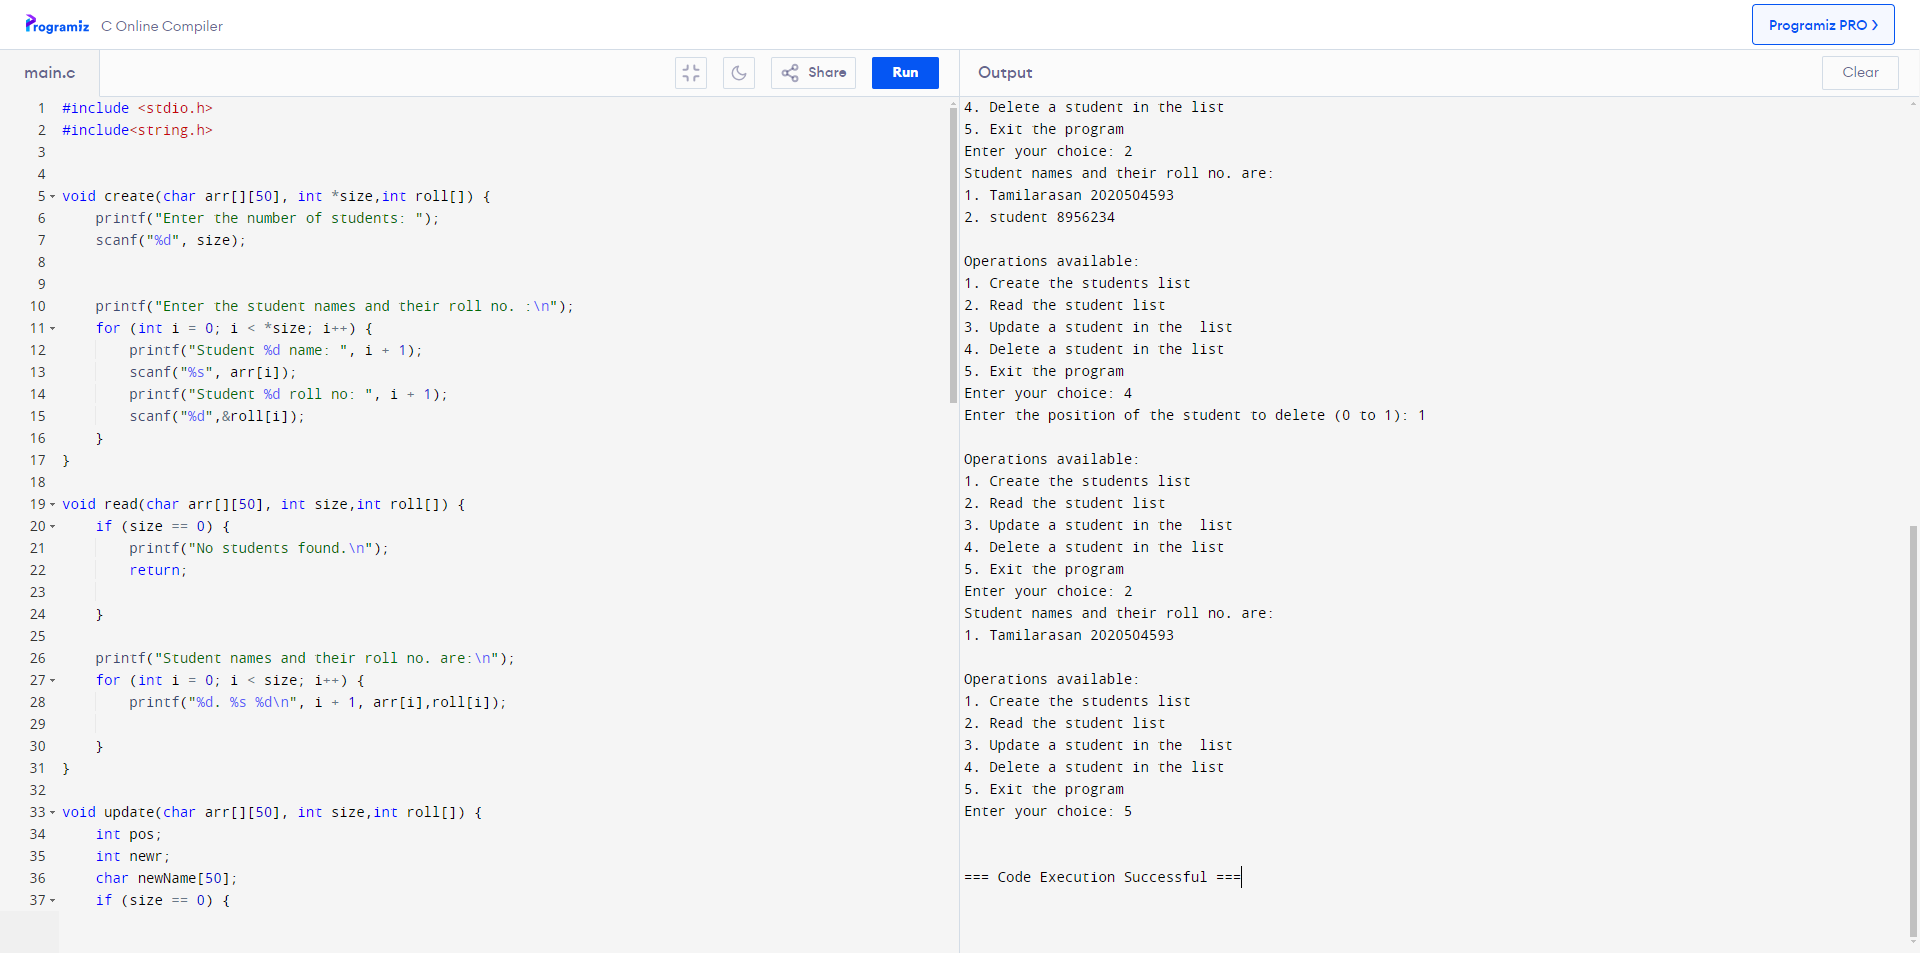 Programiz C Online Compiler
Programiz PRO >
main.c
Share
Run
Output
Clear
1 #include <stdio.h>
2 #include<string.h>
3
4
5 void create(char arr[][50], int *size,int roll[]) {
6     printf("Enter the number of students: ");
7     scanf("%d", size);
8
9
10     printf("Enter the student names and their roll no. :\n");
11     for (int i = 0; i < *size; i++) {
12         printf("Student %d name: ", i + 1);
13         scanf("%s", arr[i]);
14         printf("Student %d roll no: ", i + 1);
15         scanf("%d",&roll[i]);
16     }
17 }
18
19 void read(char arr[][50], int size,int roll[]) {
20     if (size == 0) {
21         printf("No students found.\n");
22         return;
23
24     }
25
26     printf("Student names and their roll no. are:\n");
27     for (int i = 0; i < size; i++) {
28         printf("%d. %s %d\n", i + 1, arr[i],roll[i]);
29
30     }
31 }
32
33 void update(char arr[][50], int size,int roll[]) {
34     int pos;
35     int newr;
36     char newName[50];
37     if (size == 0) {
4. Delete a student in the list
5. Exit the program
Enter your choice: 2
Student names and their roll no. are:
1. Tamilarasan 2020504593
2. student 8956234

Operations available:
1. Create the students list
2. Read the student list
3. Update a student in the  list
4. Delete a student in the list
5. Exit the program
Enter your choice: 4
Enter the position of the student to delete (0 to 1): 1

Operations available:
1. Create the students list
2. Read the student list
3. Update a student in the  list
4. Delete a student in the list
5. Exit the program
Enter your choice: 2
Student names and their roll no. are:
1. Tamilarasan 2020504593

Operations available:
1. Create the students list
2. Read the student list
3. Update a student in the  list
4. Delete a student in the list
5. Exit the program
Enter your choice: 5

=== Code Execution Successful ===